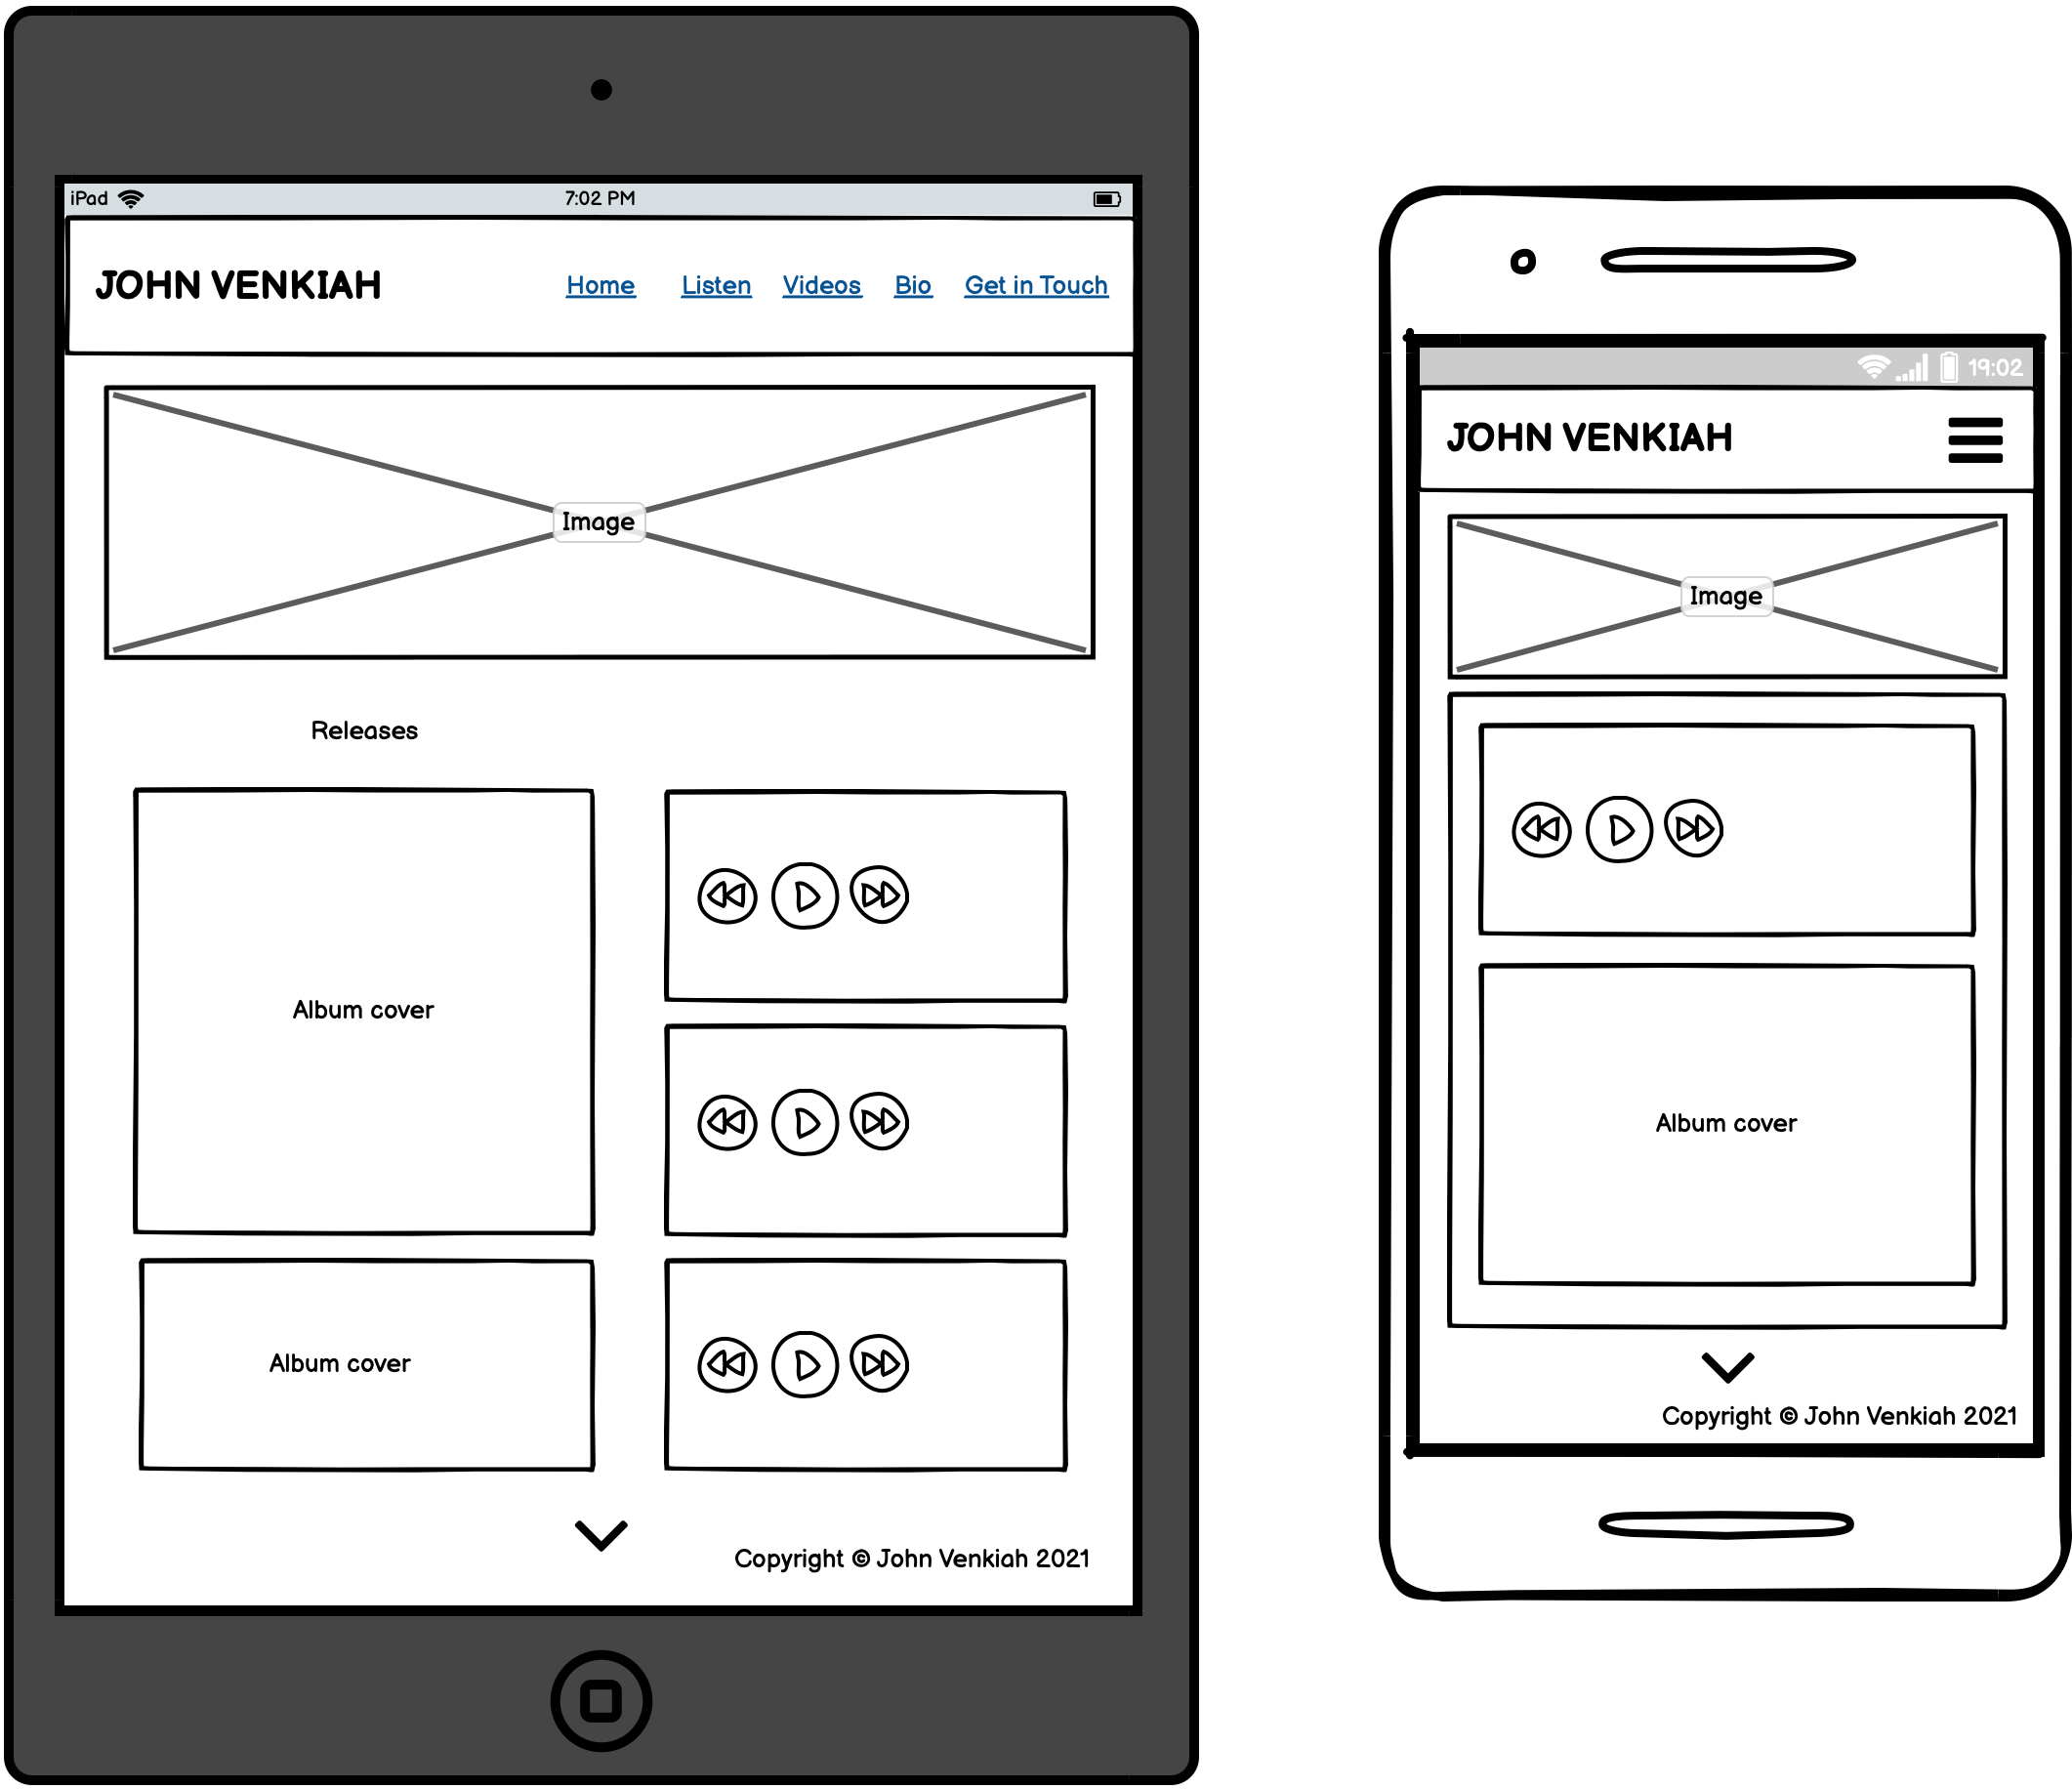 iPad 7:02 PM
JOHN VENKIAH Home Listen Videos Bio Get in Touch
Image
Releases
Album cover
Album cover
Copyright © John Venkiah 2021
19:02
JOHN VENKIAH
Image
Album cover
Copyright © John Venkiah 2021